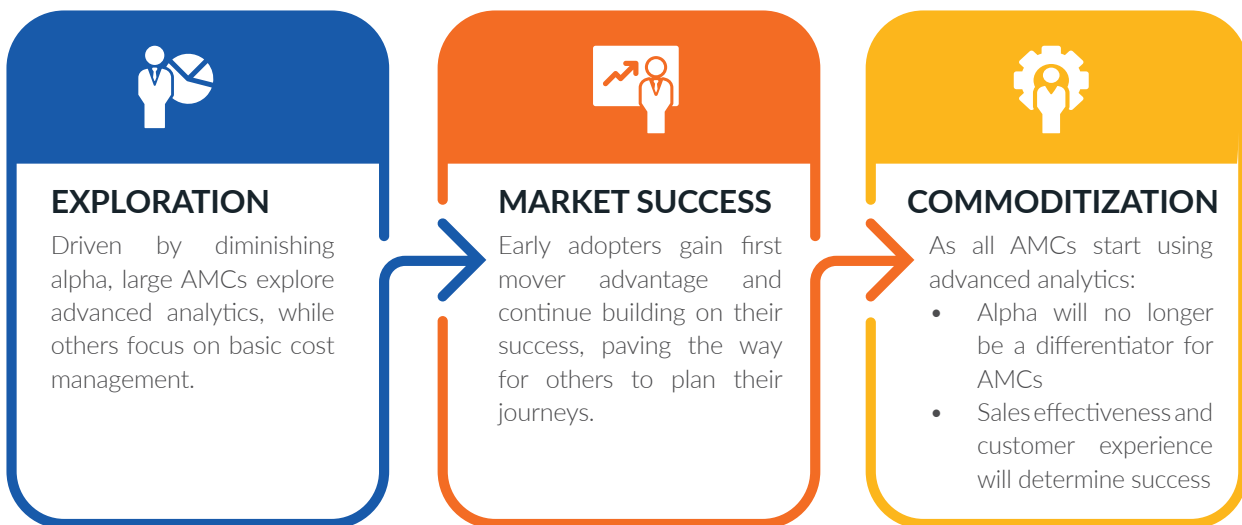 EXPLORATION
Driven by diminishing
alpha, large AMCs explore
advanced analytics, while
others focus on basic cost
management.
MARKET SUCCESS
Early adopters gain first
mover advantage and
continue building on their
success, paving the way
for others to plan their
journeys.
COMMODITIZATION
As all AMCs start using
advanced analytics:
• Alpha will no longer
be a differentiator for
AMCs
• Sales effectiveness and
customer experience
will determine success